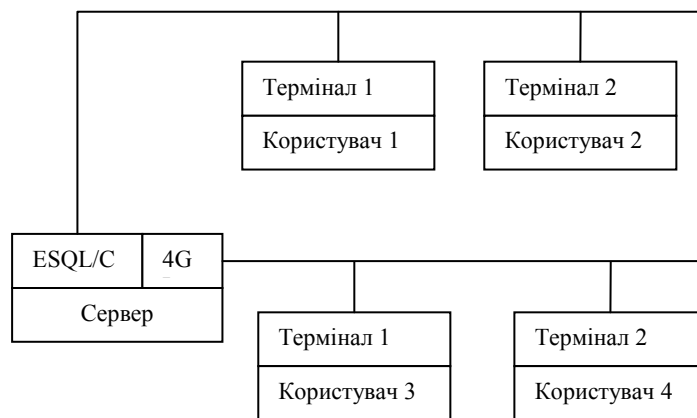 Термінал 1
Термінал 2
Користувач 1
Користувач 2
ESQL/C
4G
Сервер
Термінал 1
Термінал 2
Користувач 3
Користувач 4